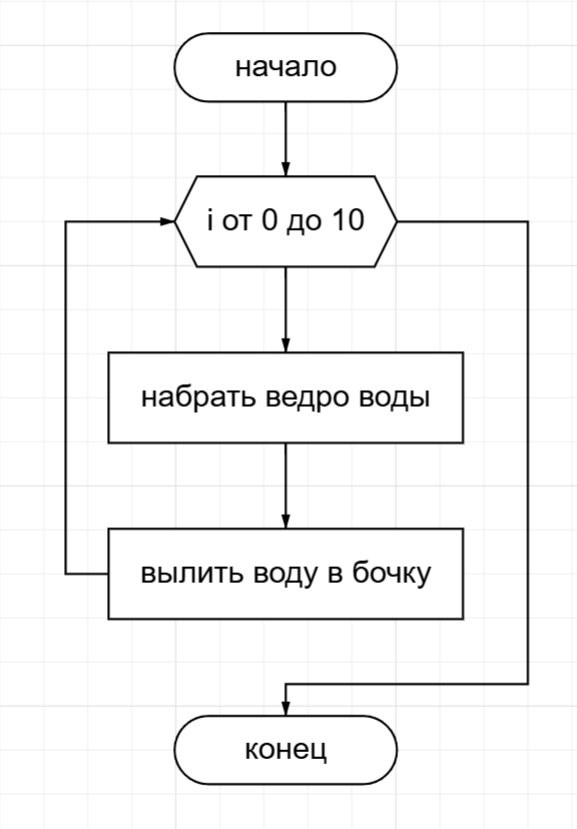 начало
i от 0 до 10
набрать ведро воды
вылить воду в бочку
конец